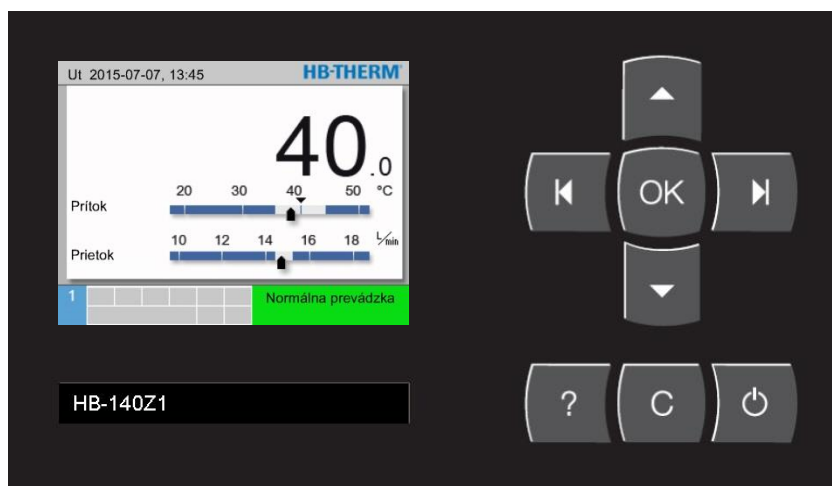 Ut 2015-07-07, 13:45 HB-THERM
40.0
20 30 40 50 °C
Prítok
10 12 14 16 18 L/min
Prietok
1 Normálna prevádzka
HB-140Z1
OK
? C